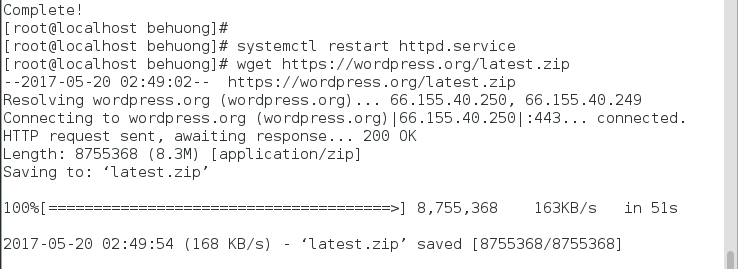 Complete!
[root@localhost behuong]#
[root@localhost behuong]# systemctl restart httpd.service
[root@localhost behuong]# wget https://wordpress.org/latest.zip
--2017-05-20 02:49:02--  https://wordpress.org/latest.zip
Resolving wordpress.org (wordpress.org)... 66.155.40.250, 66.155.40.249
Connecting to wordpress.org (wordpress.org)|66.155.40.250|:443... connected.
HTTP request sent, awaiting response... 200 OK
Length: 8755368 (8.3M) [application/zip]
Saving to: ‘latest.zip’
100%[======================================>] 8,755,368    163KB/s   in 51s
2017-05-20 02:49:54 (168 KB/s) - ‘latest.zip’ saved [8755368/8755368]